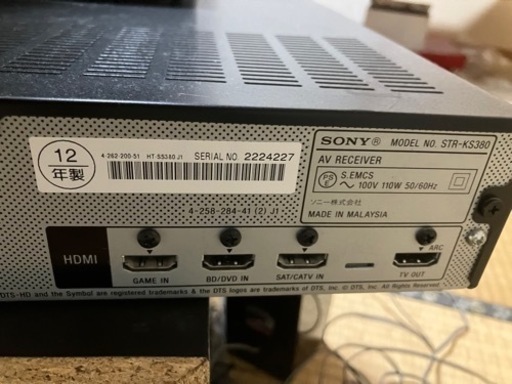 12
年製
4-262-200-51 HT-SS380 J1 SERIAL NO. 2224227
SONY® MODEL NO. STR-KS380
AV RECEIVER
PS E S.EMCS
100V 110W 50/60Hz
ソニー株式会社
MADE IN MALAYSIA
4-258-284-41 (2) J1
HDMI
GAME IN
BD/DVD IN
SAT/CATV IN
ARC
TV OUT
DTS-HD and the Symbol are registered trademarks & the DTS logos are trademarks of DTS, Inc. © DTS, Inc. All Rights Reserved.